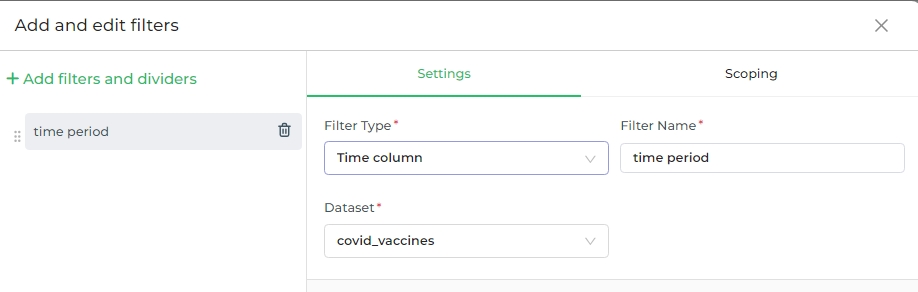 Add and edit filters
+ Add filters and dividers
time period
Settings
Scoping
Filter Type*
Filter Name*
Time column
time period
Dataset*
covid_vaccines